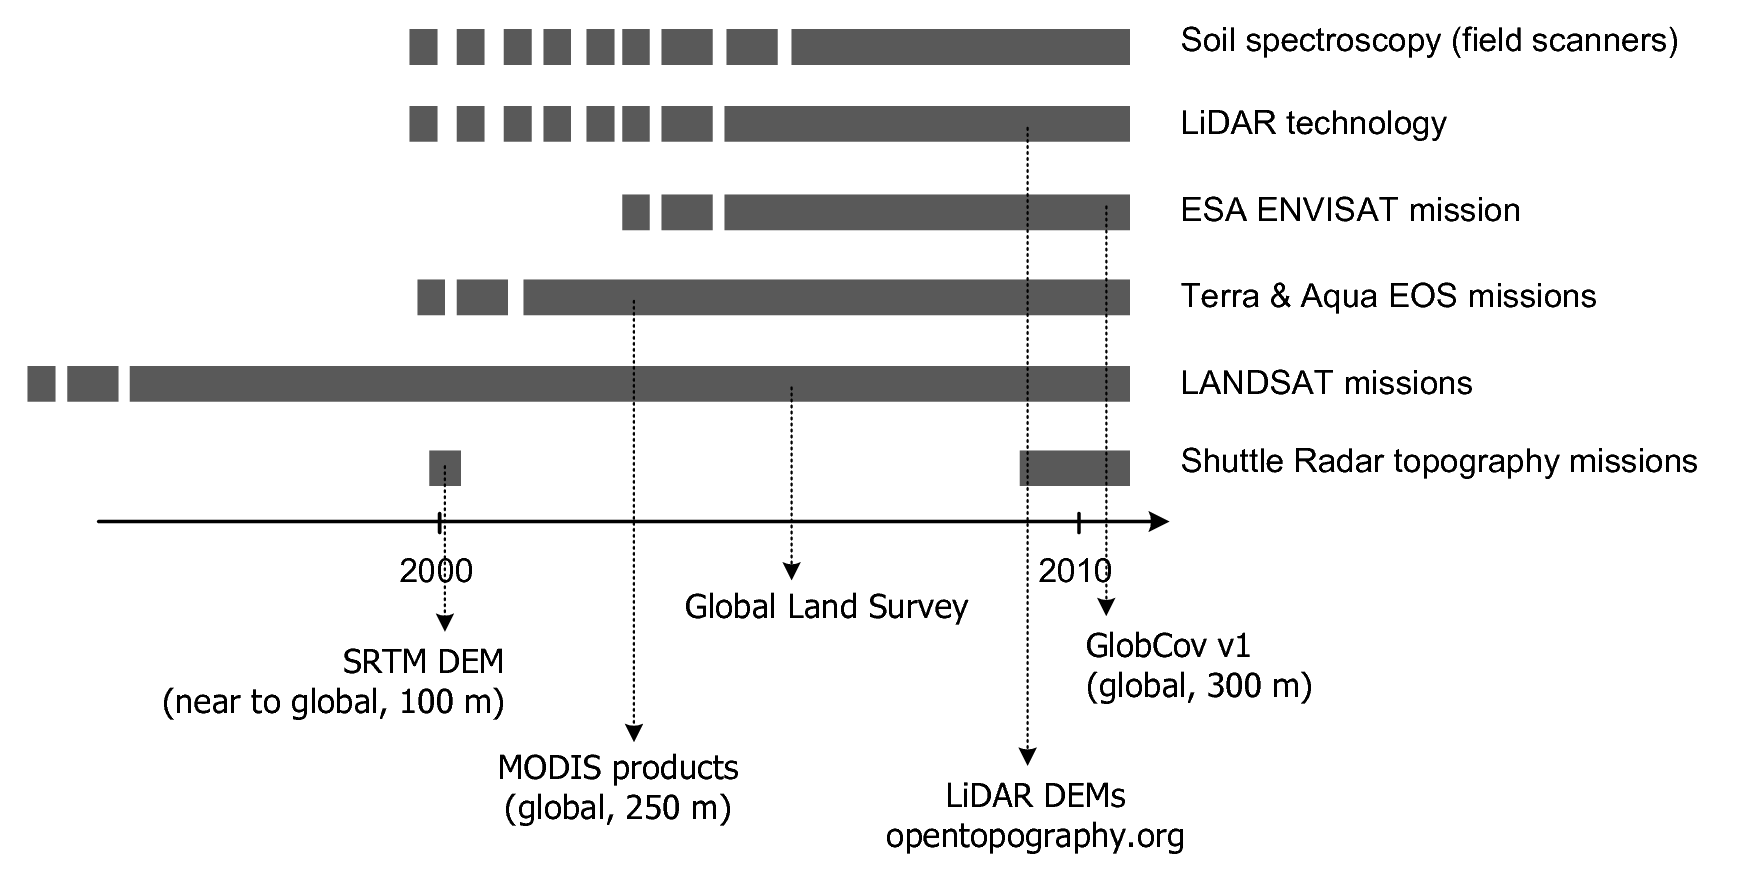 Soil spectroscopy (field scanners)
LiDAR technology
ESA ENVISAT mission
Terra & Aqua EOS missions
LANDSAT missions
Shuttle Radar topography missions
2000
2010
Global Land Survey
SRTM DEM
(near to global, 100 m)
GlobCov v1
(global, 300 m)
MODIS products
(global, 250 m)
LiDAR DEMs
opentopography.org